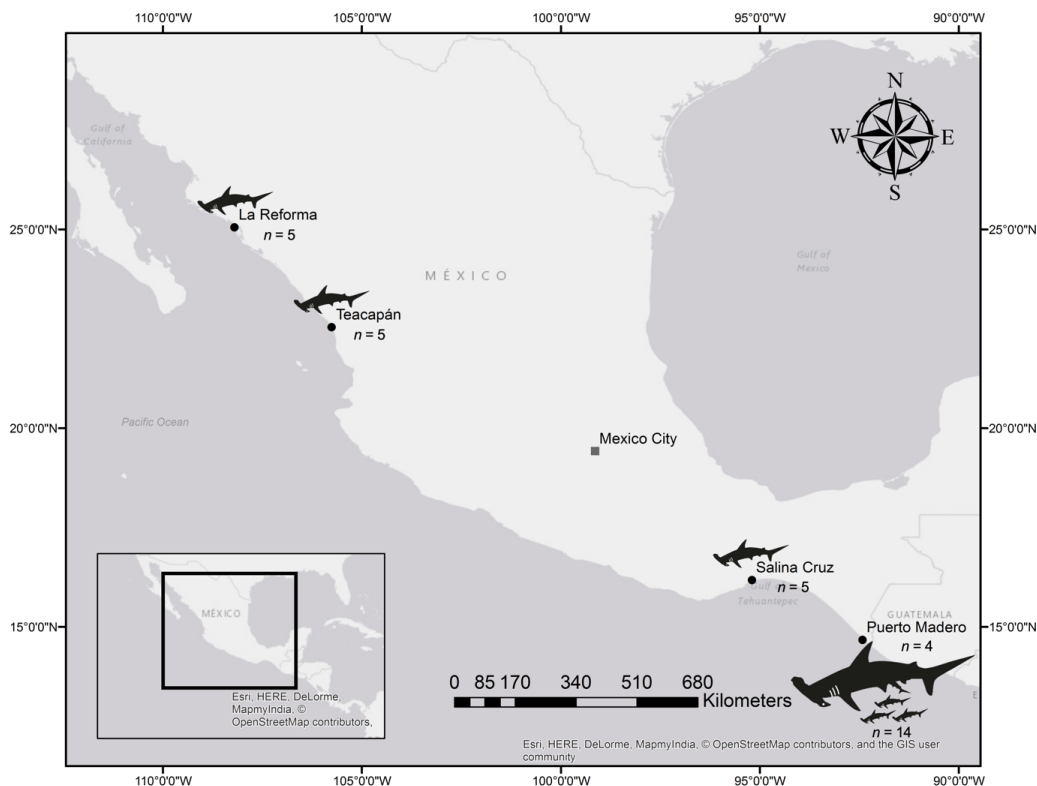 110°0'0"W 105°0'0"W 100°0'0"W 95°0'0"W 90°0'0"W
N
W E
S
Gulf of
California
La Reforma
n = 5
25°0'0"N 25°0'0"N
Gulf of
Mexico
MÉXICO
Teacapán
n = 5
Pacific Ocean
20°0'0"N 20°0'0"N
Mexico City
Salina Cruz
n = 5
Gulf of
Tehuantepec
GUATEMALA
15°0'0"N 15°0'0"N
Puerto Madero
n = 4
MÉXICO
Esri, HERE, DeLorme,
MapmyIndia, ©
OpenStreetMap contributors,
0 85 170 340 510 680
Kilometers
n = 14
Esri, HERE, DeLorme, MapmyIndia, © OpenStreetMap contributors, and the GIS user
community
110°0'0"W 105°0'0"W 100°0'0"W 95°0'0"W 90°0'0"W